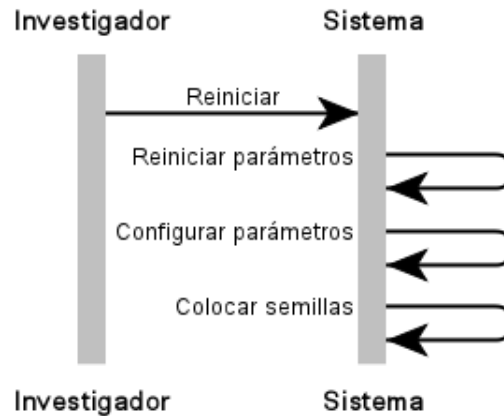 Investigador Sistema
Reiniciar
Reiniciar parámetros
Configurar parámetros
Colocar semillas
Investigador Sistema